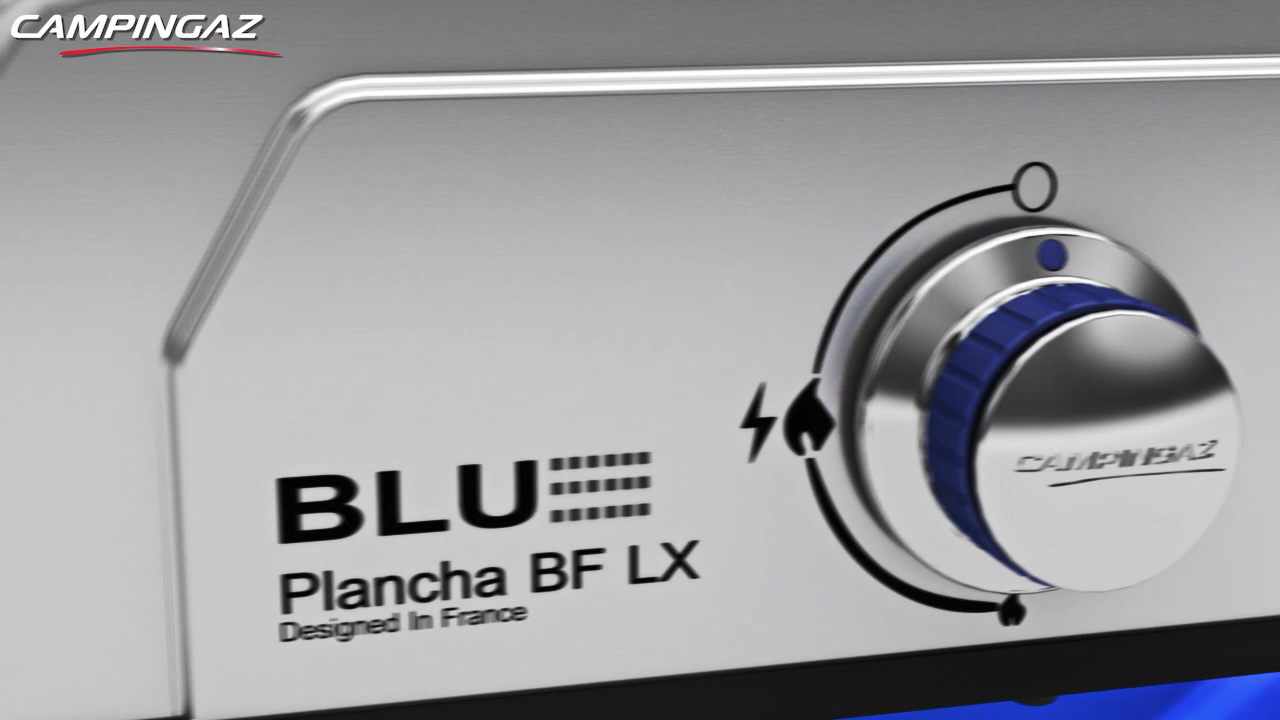 CAMPINGAZ
BLU
Plancha BF LX
Designed In France
CAMPINGAZ